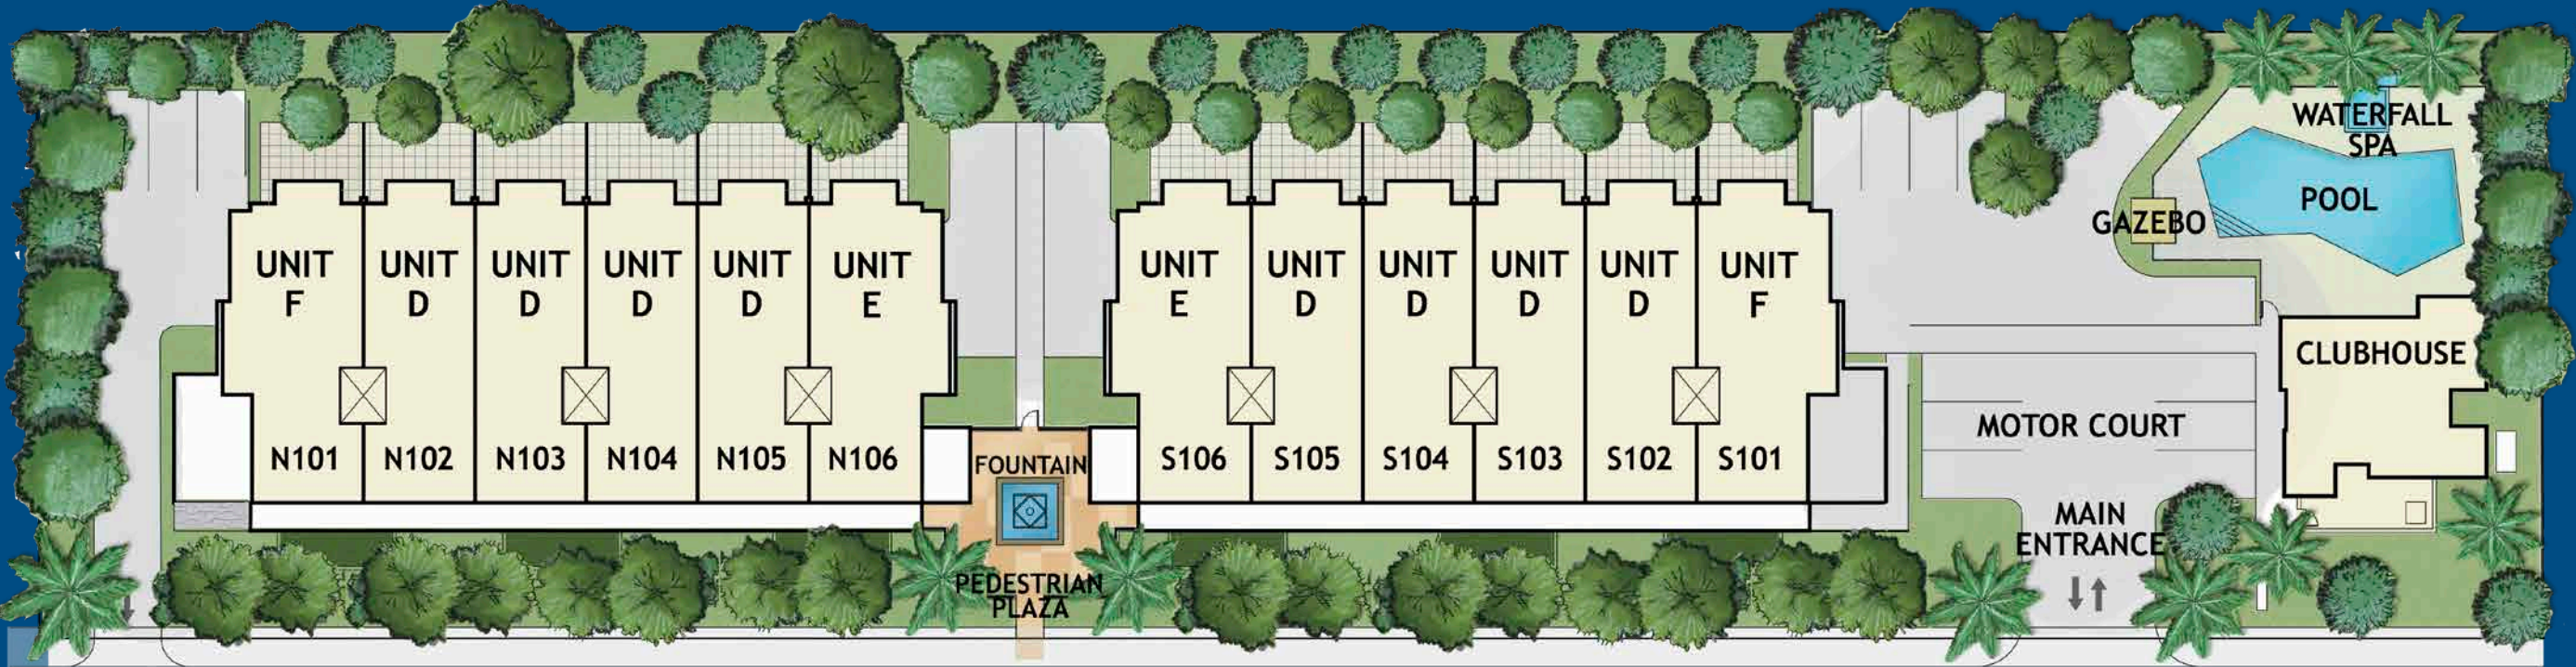 WATERFALL
SPA
POOL
GAZEBO
UNIT
F
UNIT
D
UNIT
D
UNIT
D
UNIT
D
UNIT
E
UNIT
E
UNIT
D
UNIT
D
UNIT
D
UNIT
D
UNIT
F
CLUBHOUSE
MOTOR COURT
N101
N102
N103
N104
N105
N106
FOUNTAIN
S106
S105
S104
S103
S102
S101
MAIN
ENTRANCE
PEDESTRIAN
PLAZA